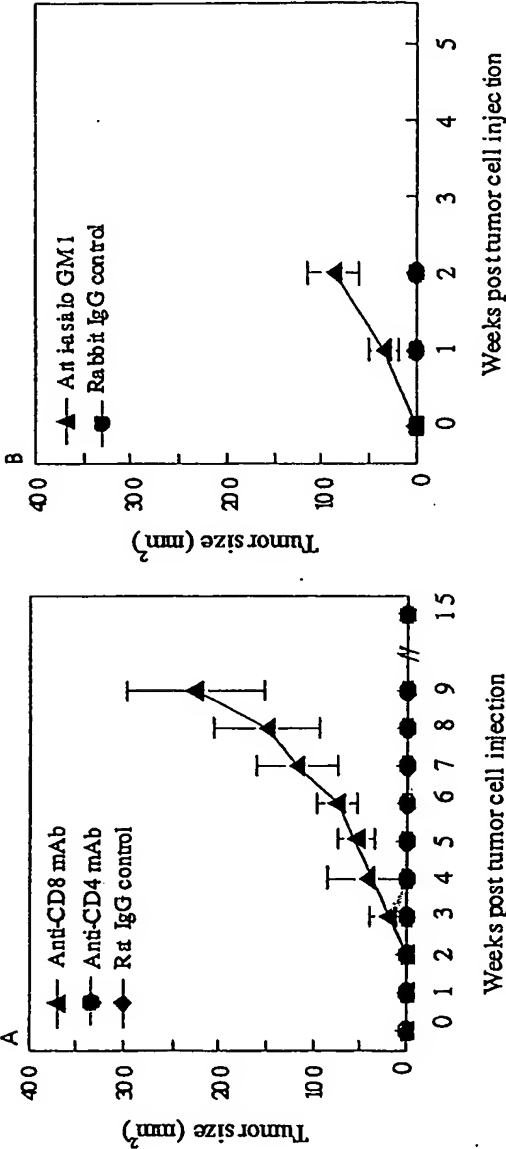 A
Tumor size (mm²)
400
300
200
100
0
Anti-CD8 mAb
Anti-CD4 mAb
Rat IgG control
0 1 2 3 4 5 6 7 8 9 15
Weeks post tumor cell injection
B
Tumor size (mm²)
400
300
200
100
0
Anti-asialo GM1
Rabbit IgG control
0 1 2 3 4 5
Weeks post tumor cell injection